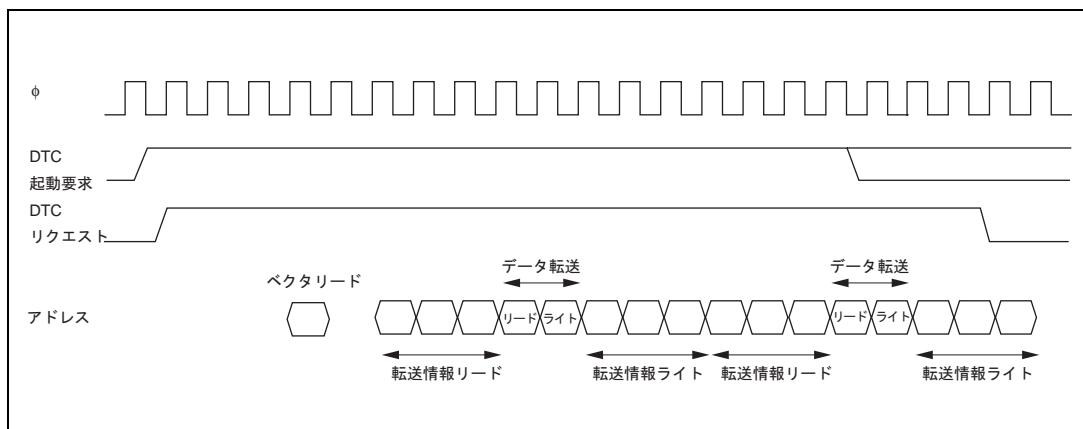 φ
DTC
起動要求
DTC
リクエスト
データ転送
データ転送
ベクタリード
アドレス
リード
ライト
リード
ライト
転送情報リード
転送情報ライト
転送情報リード
転送情報ライト